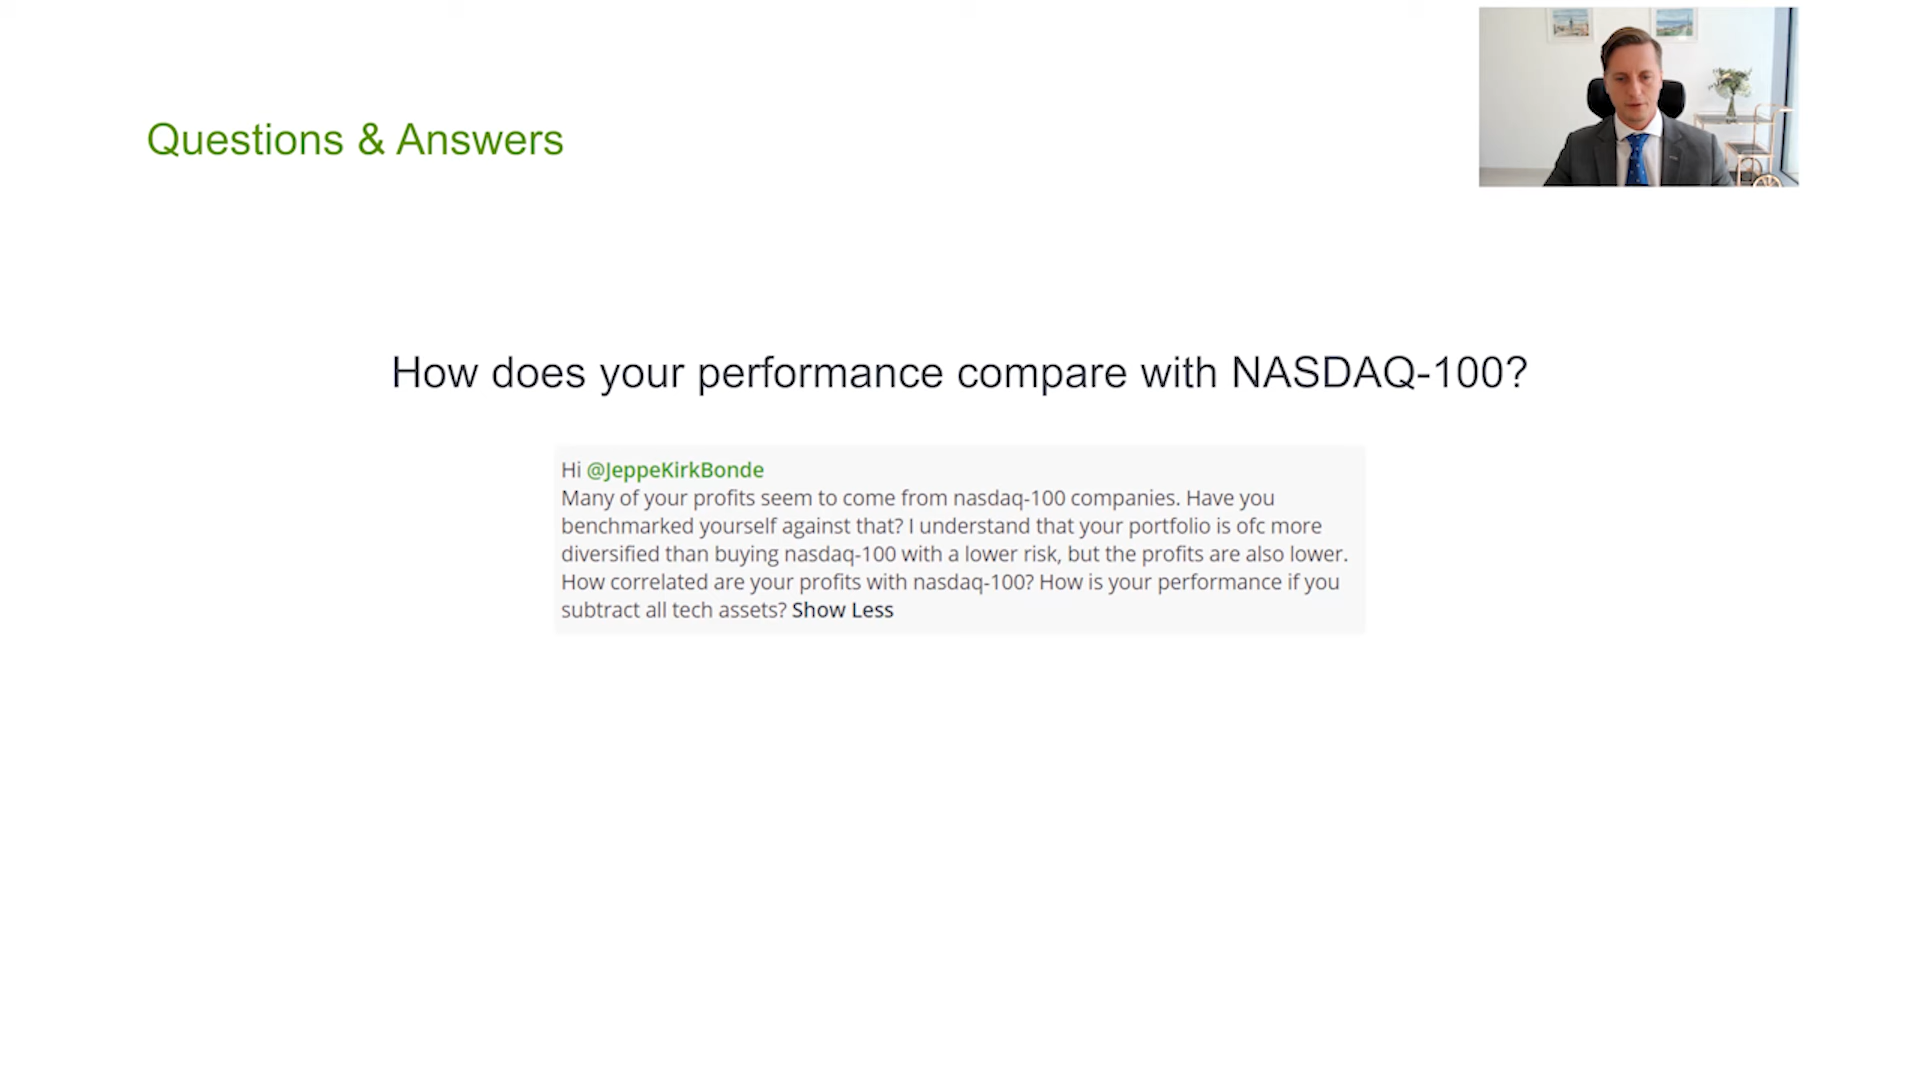 Questions & Answers
How does your performance compare with NASDAQ-100?
Hi @JeppeKirkBonde
Many of your profits seem to come from nasdaq-100 companies. Have you
benchmarked yourself against that? I understand that your portfolio is ofc more
diversified than buying nasdaq-100 with a lower risk, but the profits are also lower.
How correlated are your profits with nasdaq-100? How is your performance if you
subtract all tech assets? Show Less